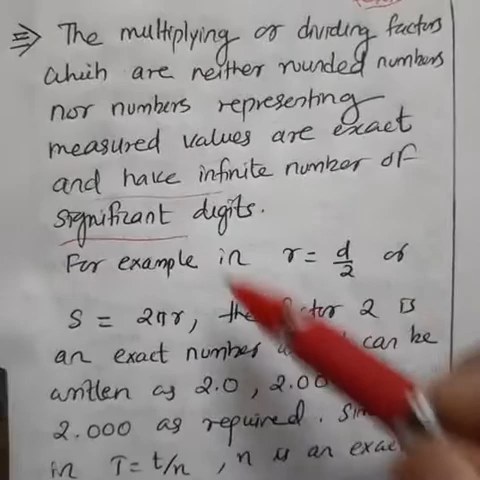 ⇒ The multiplying or dividing factors
which are neither rounded numbers
nor numbers representing
measured values are exact
and have infinite number of
significant digits.
For example in r = d/2 or
S = 2πr, the factor 2 is
an exact number can be
written as 2.0, 2.00
2.000 as required.
in T = t/n, n is an exac